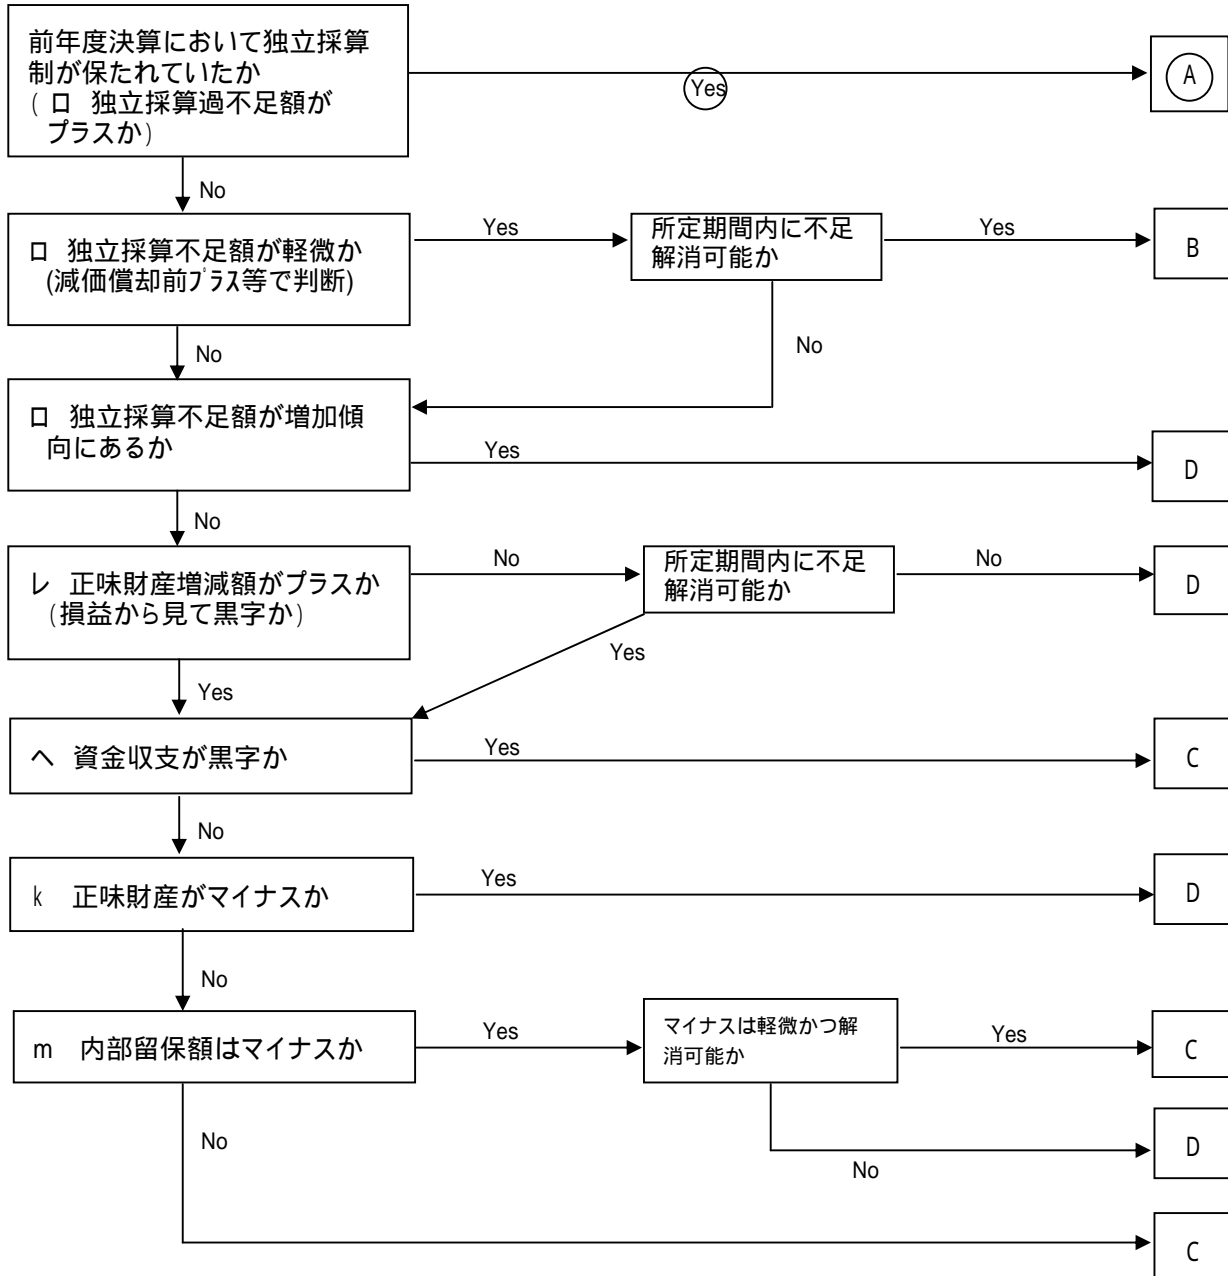 前年度決算において独立採算
制が保たれていたか
(ロ 独立採算過不足額が
プラスか)
Yes
A
No
ロ 独立採算不足額が軽微か
(減価償却前プラス等で判断)
Yes
所定期間内に不足
解消可能か
Yes
B
No
No
ロ 独立採算不足額が増加傾
向にあるか
Yes
D
No
レ 正味財産増減額がプラスか
(損益から見て黒字か)
No
所定期間内に不足
解消可能か
No
D
Yes
Yes
ヘ 資金収支が黒字か
Yes
C
No
k 正味財産がマイナスか
Yes
D
No
m 内部留保額はマイナスか
Yes
マイナスは軽微かつ解
消可能か
Yes
C
No
No
D
C